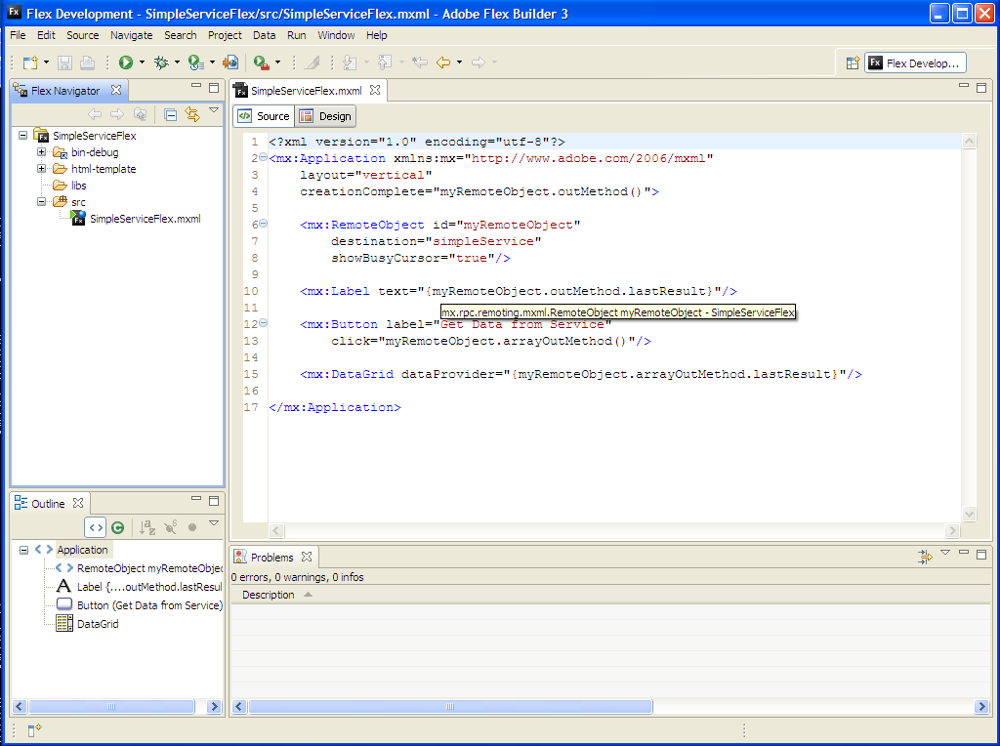 Flex Development - SimpleServiceFlex/src/SimpleServiceFlex.mxml - Adobe Flex Builder 3
File Edit Source Navigate Search Project Data Run Window Help
Flex Develop...
Flex Navigator
SimpleServiceFlex
bin-debug
html-template
libs
src
SimpleServiceFlex.mxml
SimpleServiceFlex.mxml
Source Design
1 <?xml version="1.0" encoding="utf-8"?>
2 <mx:Application xmlns:mx="http://www.adobe.com/2006/mxml"
3 layout="vertical"
4 creationComplete="myRemoteObject.outMethod()">
5
6 <mx:RemoteObject id="myRemoteObject"
7 destination="simpleService"
8 showBusyCursor="true"/>
9
10 <mx:Label text="{myRemoteObject.outMethod.lastResult}"/>
11
mx.rpc.remoting.mxml.RemoteObject myRemoteObject - SimpleServiceFlex
12 <mx:Button label="Get Data from Service"
13 click="myRemoteObject.arrayOutMethod()"/>
14
15 <mx:DataGrid dataProvider="{myRemoteObject.arrayOutMethod.lastResult}"/>
16
17 </mx:Application>
Outline
Application
RemoteObject myRemoteObjec
Label {....outMethod.lastResul
Button (Get Data from Service)
DataGrid
Problems
0 errors, 0 warnings, 0 infos
Description